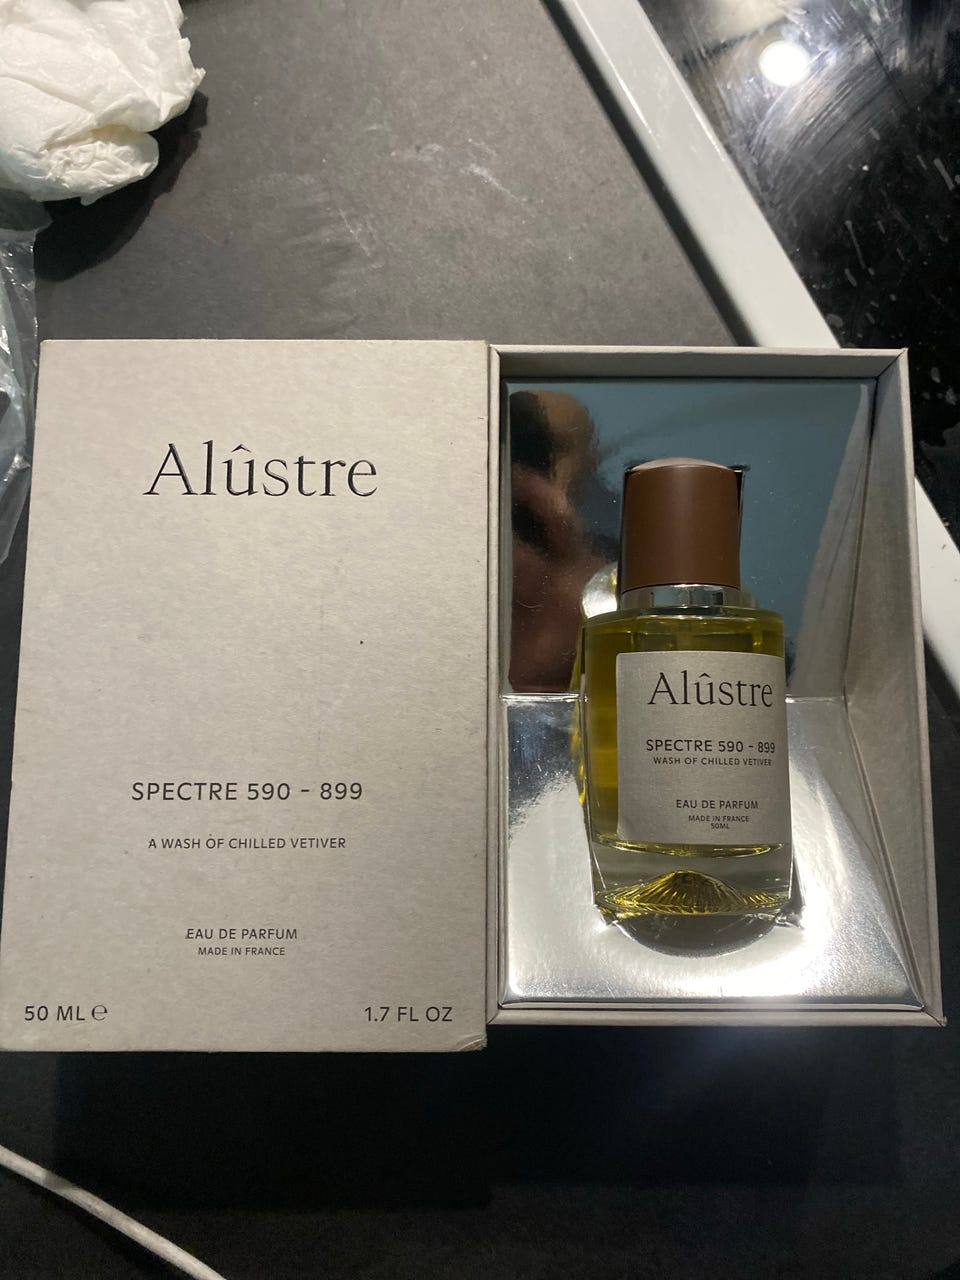 Alûstre
SPECTRE 590 - 899
A WASH OF CHILLED VETIVER
EAU DE PARFUM
MADE IN FRANCE
50 ML ℮
1.7 FL OZ
Alûstre
SPECTRE 590 - 899
WASH OF CHILLED VETIVER
EAU DE PARFUM
MADE IN FRANCE
50ML